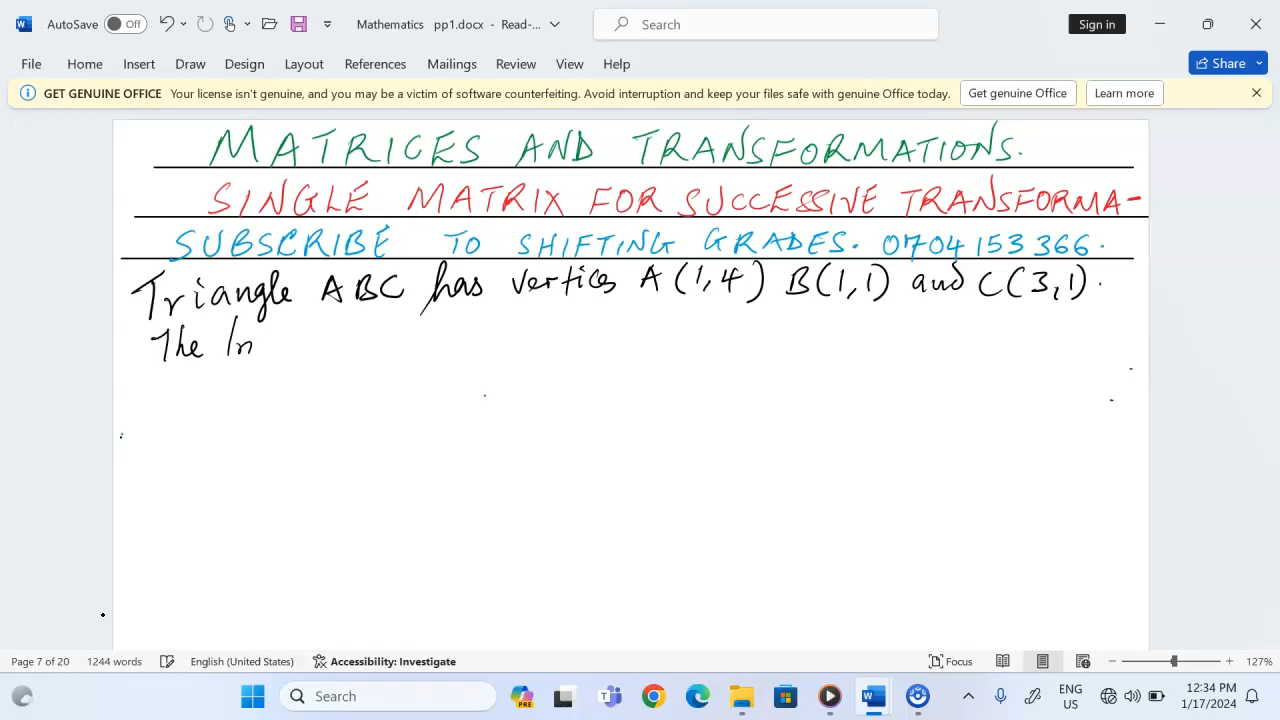 AutoSave Off Mathematics pp1.docx - Read-... Search Sign in
File Home Insert Draw Design Layout References Mailings Review View Help Share
GET GENUINE OFFICE Your license isn't genuine, and you may be a victim of software counterfeiting. Avoid interruption and keep your files safe with genuine Office today. Get genuine Office Learn more
MATRICES AND TRANSFORMATIONS.
SINGLE MATRIX FOR SUCCESSIVE TRANSFORMA-
SUBSCRIBE TO SHIFTING GRADES. 0704153366.
Triangle ABC has vertices A(1,4) B(1,1) and C(3,1).
The Im
Page 7 of 20 1244 words English (United States) Accessibility: Investigate Focus 127%
Search PRE ENG US 12:34 PM 1/17/2024